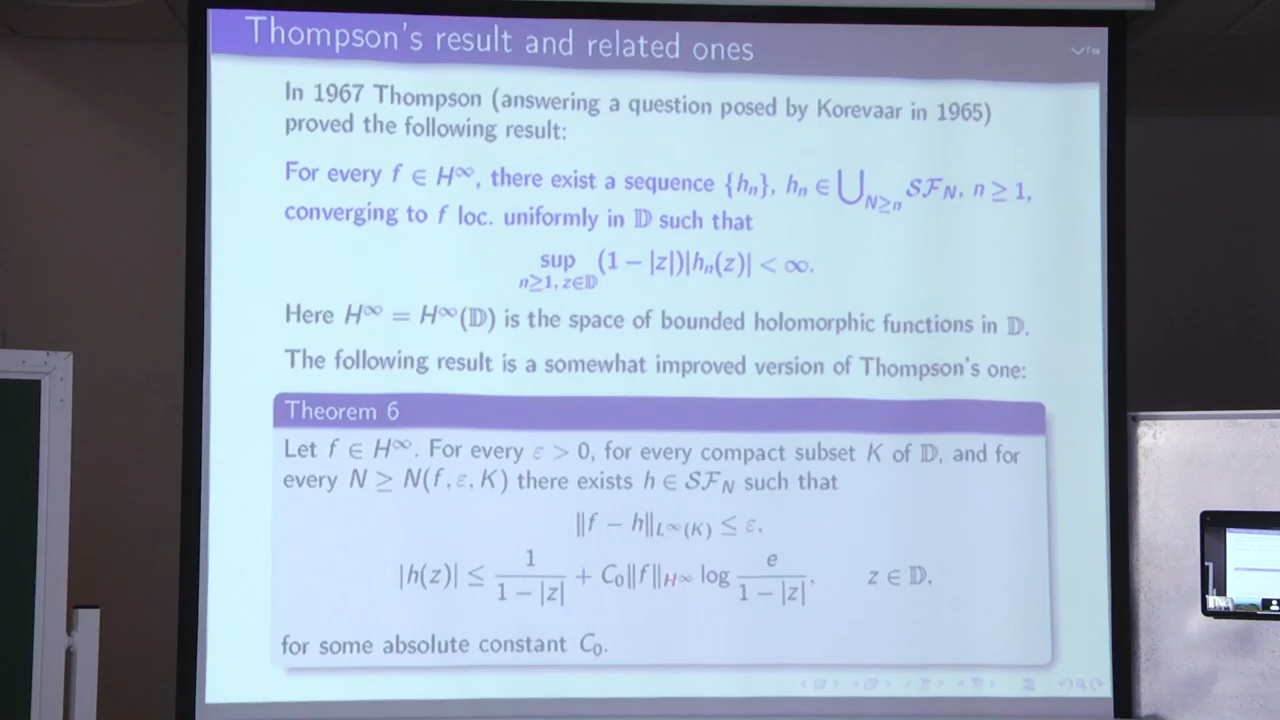 Thompson's result and related ones
In 1967 Thompson (answering a question posed by Korevaar in 1965)
proved the following result:
For every f ∈ H^∞, there exist a sequence {h_n}, h_n ∈ ⋃_{N≥n} 𝒮ℱ_N, n ≥ 1,
converging to f loc. uniformly in 𝔻 such that
sup_{n≥1, z∈𝔻} (1 − |z|)|h_n(z)| < ∞.
Here H^∞ = H^∞(𝔻) is the space of bounded holomorphic functions in 𝔻.
The following result is a somewhat improved version of Thompson's one:
Theorem 6
Let f ∈ H^∞. For every ε > 0, for every compact subset K of 𝔻, and for
every N ≥ N(f, ε, K) there exists h ∈ 𝒮ℱ_N such that
‖f − h‖_{L^∞(K)} ≤ ε,
|h(z)| ≤ 1/(1 − |z|) + C_0‖f‖_{H^∞} log e/(1 − |z|), z ∈ 𝔻,
for some absolute constant C_0.